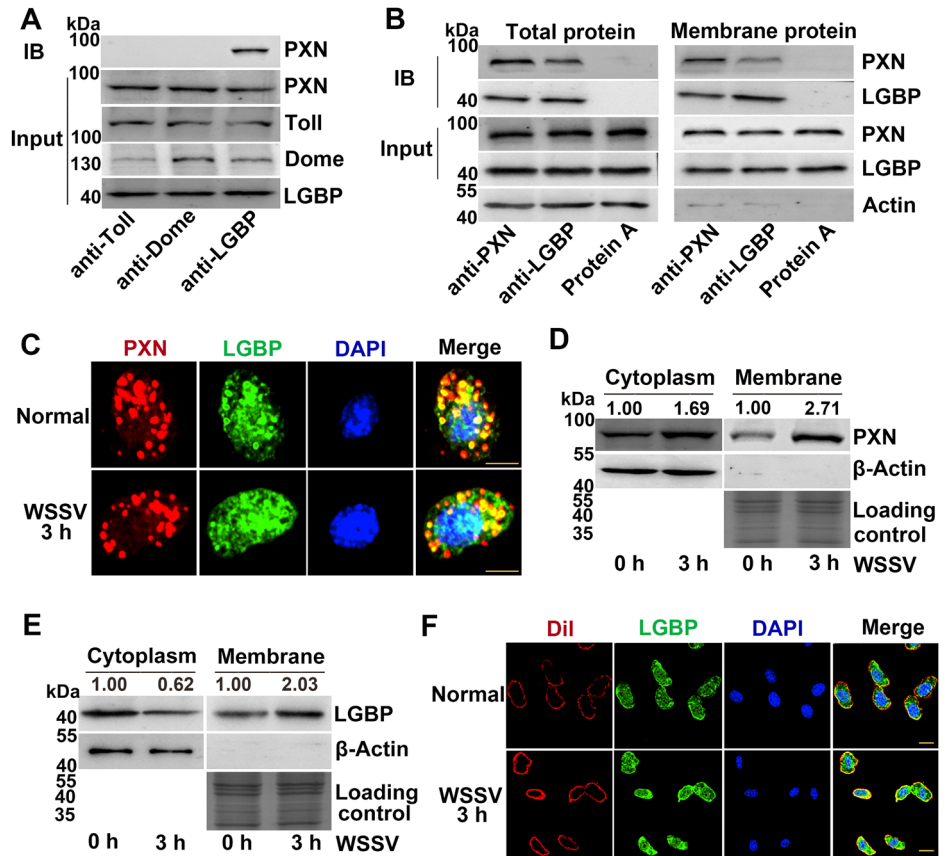 A
kDa
100
IB
PXN
100
PXN
Input
Toll
100
130
Dome
40
LGBP
anti-Toll
anti-Dome
anti-LGBP
B
kDa
Total protein
Membrane protein
100
IB
PXN
40
LGBP
100
Input
PXN
40
LGBP
55
40
Actin
anti-PXN
anti-LGBP
Protein A
anti-PXN
anti-LGBP
Protein A
C
PXN LGBP DAPI Merge
Normal
WSSV
3 h
D
Cytoplasm Membrane
kDa
1.00 1.69 1.00 2.71
100
PXN
55
β-Actin
40
55
40
35
Loading
control
0 h 3 h 0 h 3 h WSSV
E
Cytoplasm Membrane
1.00 0.62 1.00 2.03
kDa
40
LGBP
55
β-Actin
40
55
40
35
Loading
control
0 h 3 h 0 h 3 h WSSV
F
Dil LGBP DAPI Merge
Normal
WSSV
3 h